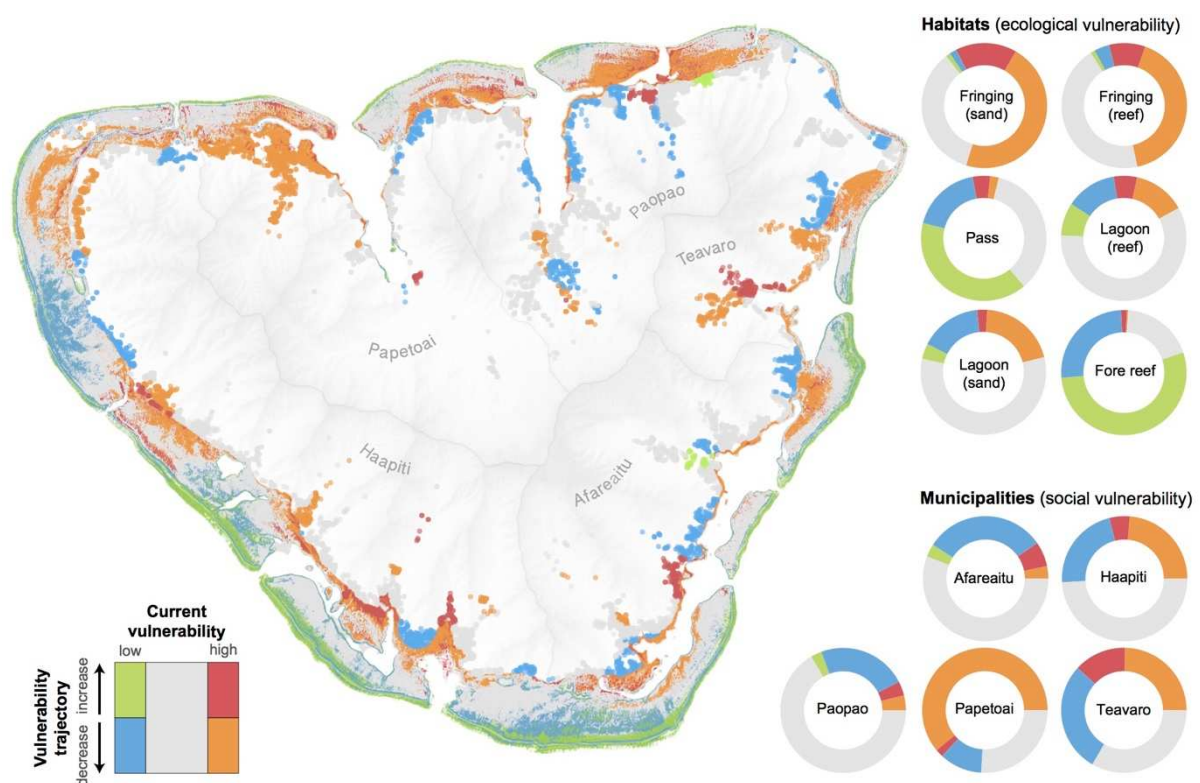 Habitats (ecological vulnerability)
Fringing
(sand)
Fringing
(reef)
Pass
Lagoon
(reef)
Lagoon
(sand)
Fore reef
Paopao
Teavaro
Papetoai
Haapiti
Afareaitu
Municipalities (social vulnerability)
Afareaitu
Haapiti
Paopao
Papetoai
Teavaro
Current
vulnerability
low high
Vulnerability
trajectory
decrease increase